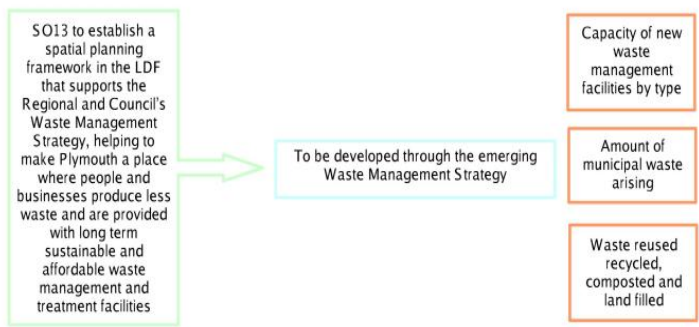 SO13 to establish a
spatial planning
framework in the LDF
that supports the
Regional and Council's
Waste Management
Strategy, helping to
make Plymouth a place
where people and
businesses produce less
waste and are provided
with long term
sustainable and
affordable waste
management and
treatment facilities
To be developed through the emerging
Waste Management Strategy
Capacity of new
waste
management
facilities by type
Amount of
municipal waste
arising
Waste reused
recycled,
composted and
land filled